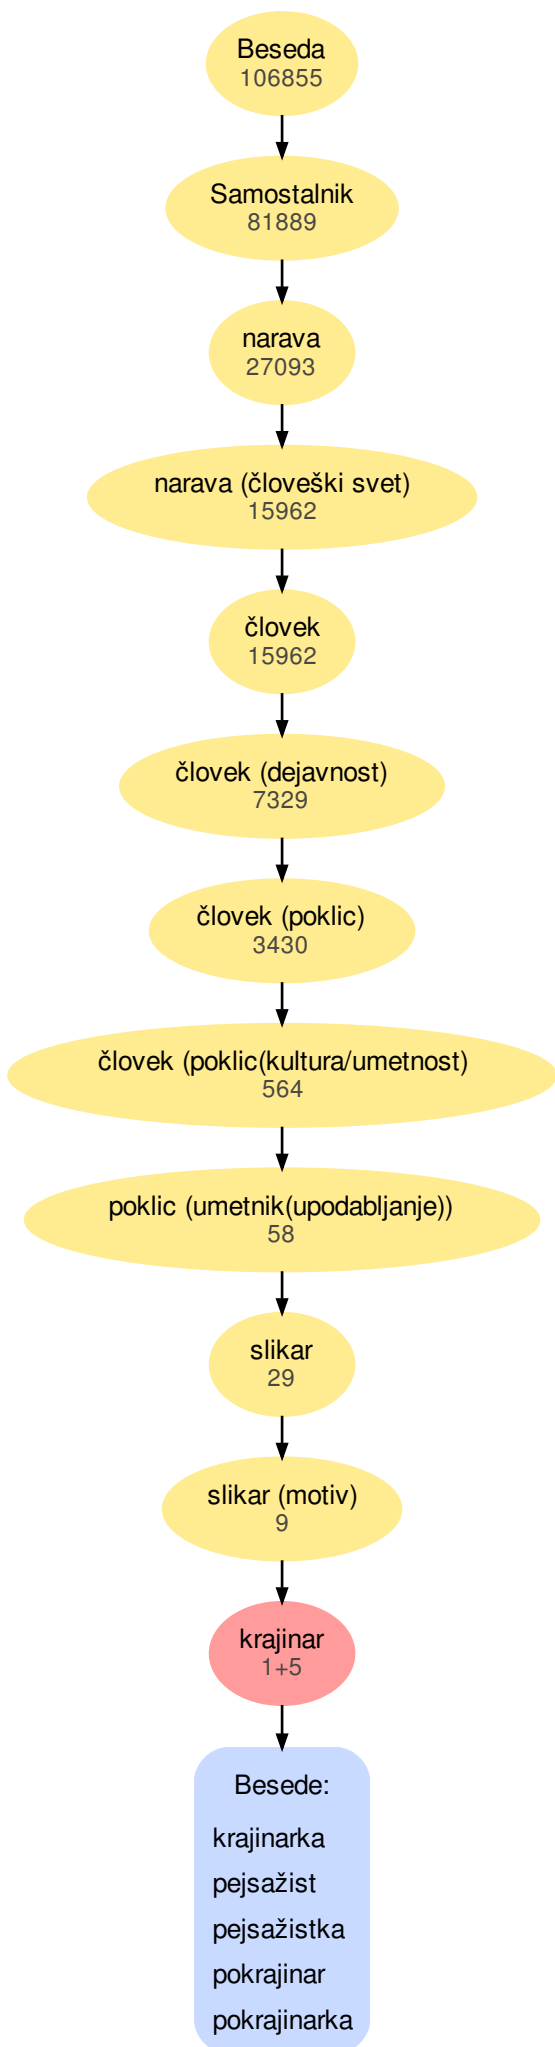 Beseda
106855
Samostalnik
81889
narava
27093
narava (človeški svet)
15962
človek
15962
človek (dejavnost)
7329
človek (poklic)
3430
človek (poklic(kultura/umetnost)
564
poklic (umetnik(upodabljanje))
58
slikar
29
slikar (motiv)
9
krajinar
1+5
Besede:
krajinarka
pejsažist
pejsažistka
pokrajinar
pokrajinarka